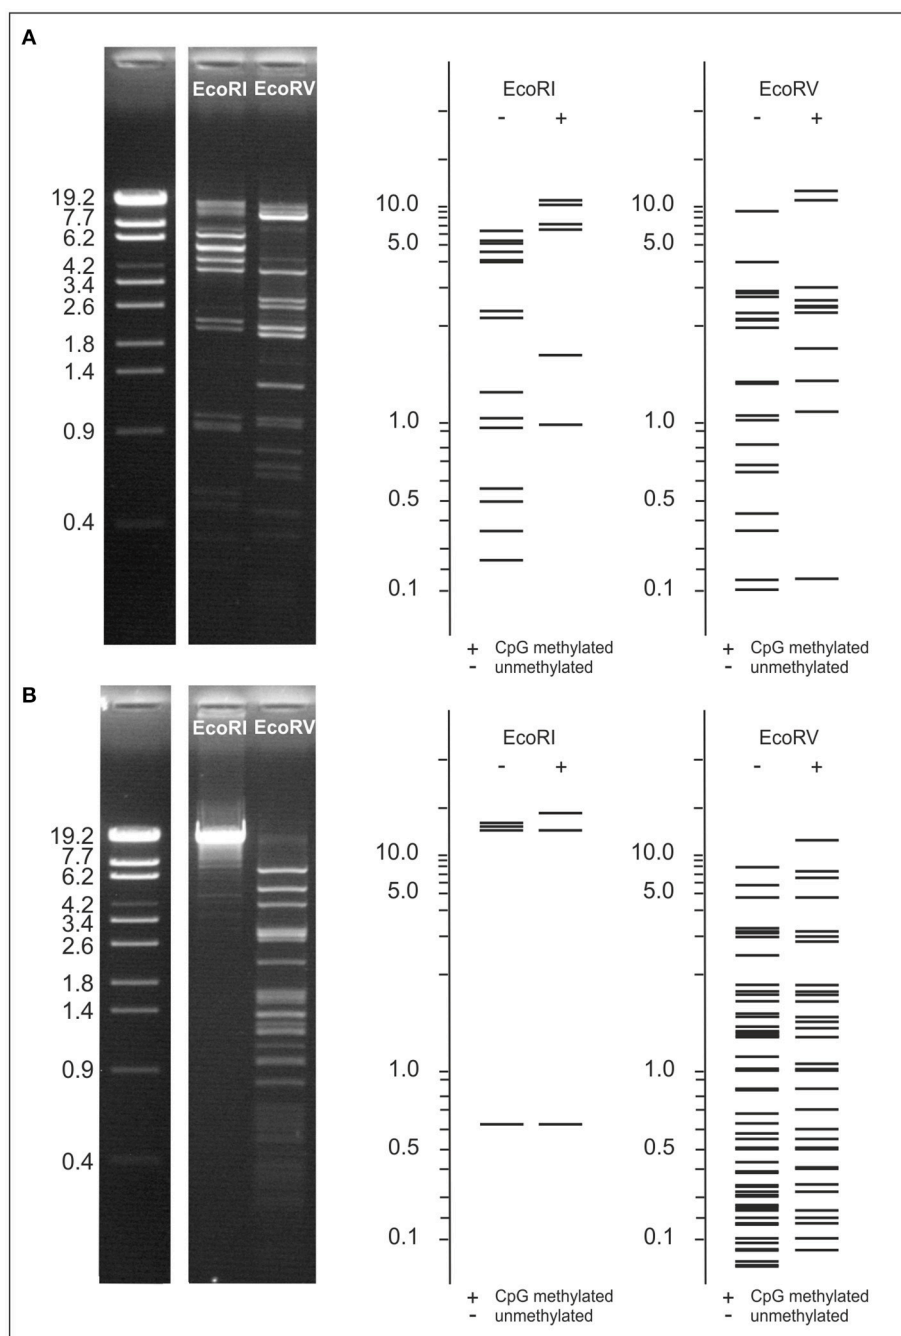 A
EcoRI EcoRV
19.2
7.7
6.2
4.2
3.4
2.6
1.8
1.4
0.9
0.4
EcoRI
- +
10.0
5.0
1.0
0.5
0.1
+ CpG methylated
- unmethylated
EcoRV
- +
10.0
5.0
1.0
0.5
0.1
+ CpG methylated
- unmethylated
B
EcoRI EcoRV
19.2
7.7
6.2
4.2
3.4
2.6
1.8
1.4
0.9
0.4
EcoRI
- +
10.0
5.0
1.0
0.5
0.1
+ CpG methylated
- unmethylated
EcoRV
- +
10.0
5.0
1.0
0.5
0.1
+ CpG methylated
- unmethylated